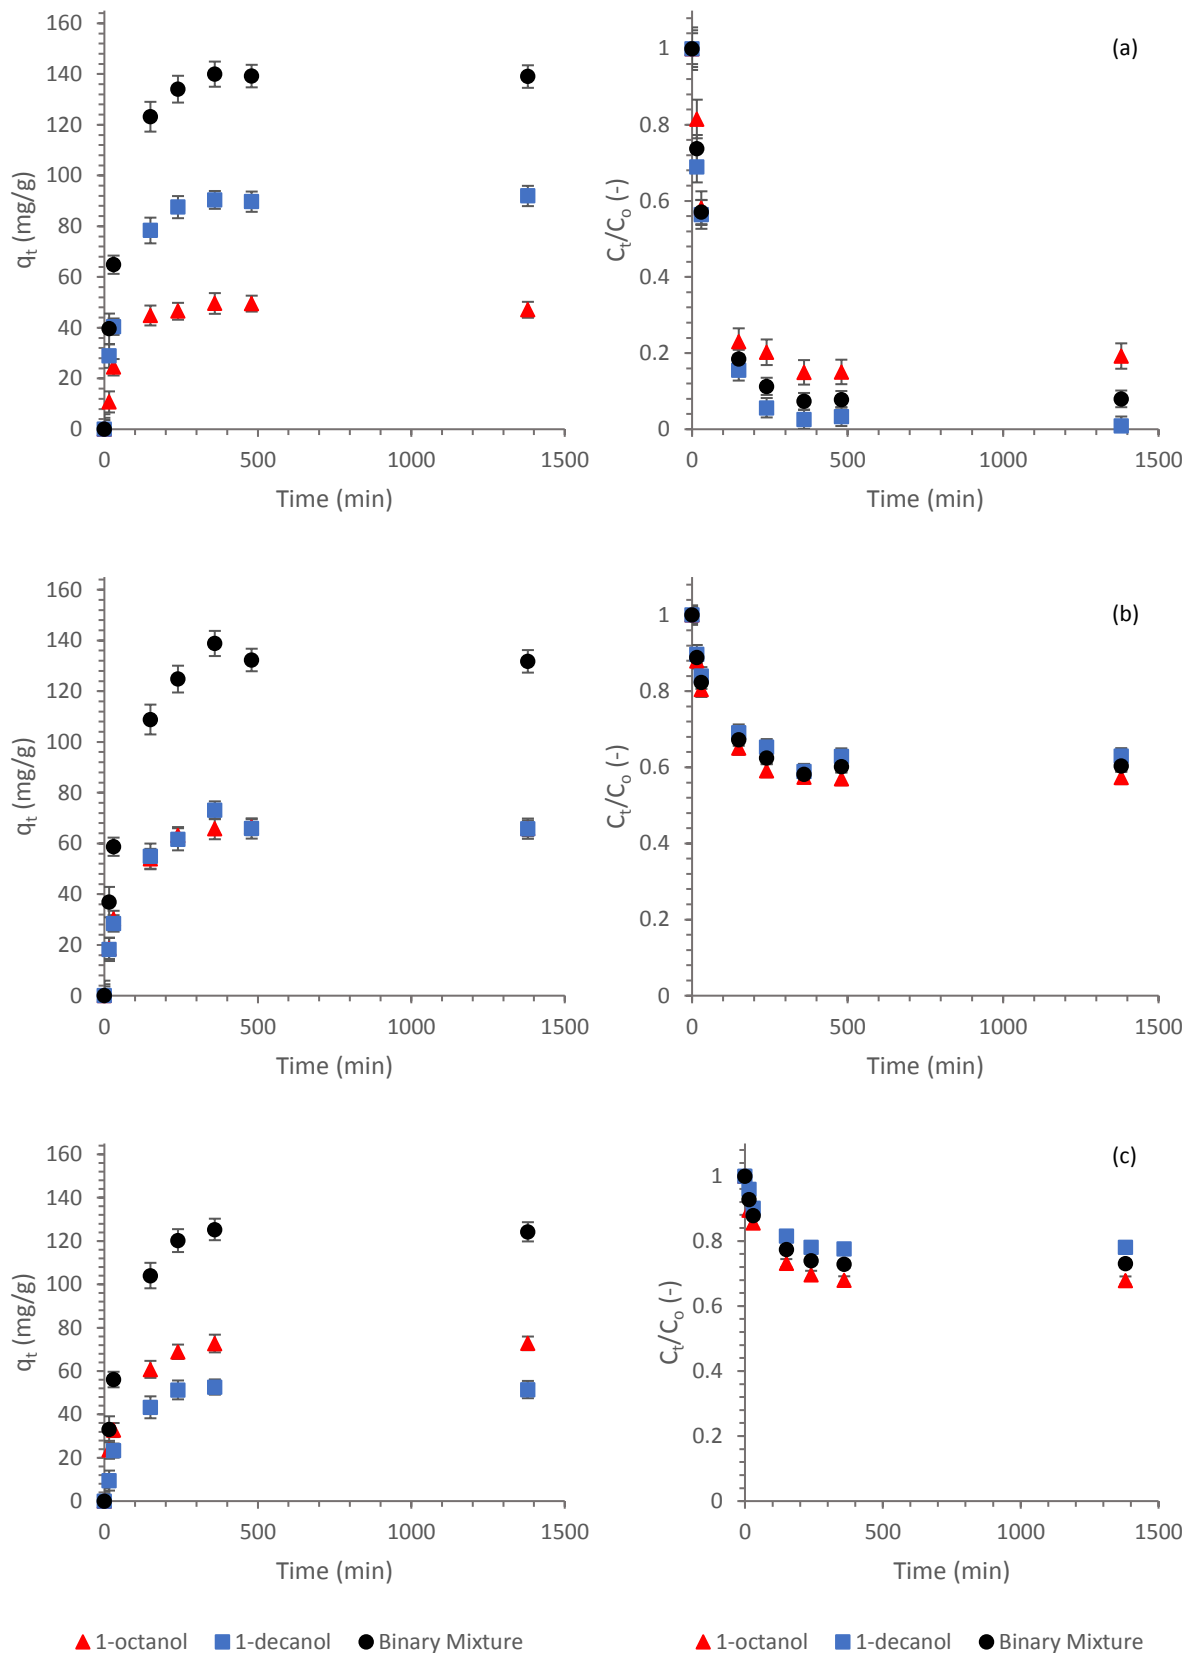 160
140
120
100
80
60
40
20
0
qt (mg/g)
0 500 1000 1500
Time (min)
(a)
1
0.8
0.6
0.4
0.2
0
Ct/Co (-)
0 500 1000 1500
Time (min)
160
140
120
100
80
60
40
20
0
qt (mg/g)
0 500 1000 1500
Time (min)
(b)
1
0.8
0.6
0.4
0.2
0
Ct/Co (-)
0 500 1000 1500
Time (min)
160
140
120
100
80
60
40
20
0
qt (mg/g)
0 500 1000 1500
Time (min)
(c)
1
0.8
0.6
0.4
0.2
0
Ct/Co (-)
0 500 1000 1500
Time (min)
1-octanol 1-decanol Binary Mixture
1-octanol 1-decanol Binary Mixture